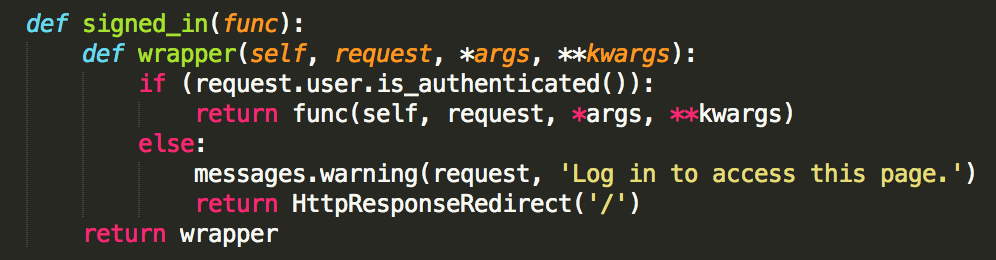 def signed_in(func):
    def wrapper(self, request, *args, **kwargs):
        if (request.user.is_authenticated()):
            return func(self, request, *args, **kwargs)
        else:
            messages.warning(request, 'Log in to access this page.')
            return HttpResponseRedirect('/')
    return wrapper